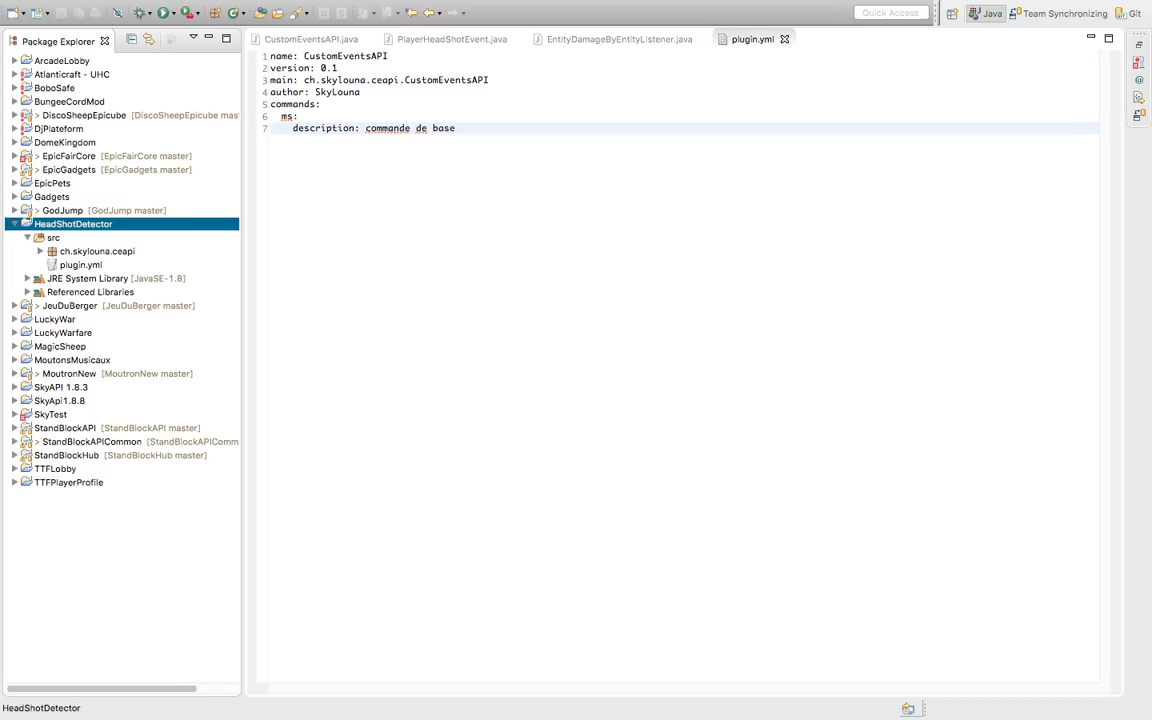 Quick Access
Java
Team Synchronizing
Git
Package Explorer
CustomEventsAPI.java
PlayerHeadShotEvent.java
EntityDamageByEntityListener.java
plugin.yml
ArcadeLobby
Atlanticraft - UHC
BoboSafe
BungeeCordMod
> DiscoSheepEpicube [DiscoSheepEpicube mas
DjPlateform
DomeKingdom
> EpicFairCore [EpicFairCore master]
> EpicGadgets [EpicGadgets master]
EpicPets
Gadgets
> GodJump [GodJump master]
HeadShotDetector
src
ch.skylouna.ceapi
plugin.yml
JRE System Library [JavaSE-1.8]
Referenced Libraries
> JeuDuBerger [JeuDuBerger master]
LuckyWar
LuckyWarfare
MagicSheep
MoutonsMusicaux
> MoutronNew [MoutronNew master]
SkyAPI 1.8.3
SkyApi1.8.8
SkyTest
StandBlockAPI [StandBlockAPI master]
> StandBlockAPICommon [StandBlockAPIComm
StandBlockHub [StandBlockHub master]
TTFLobby
TTFPlayerProfile
1 name: CustomEventsAPI
2 version: 0.1
3 main: ch.skylouna.ceapi.CustomEventsAPI
4 author: SkyLouna
5 commands:
6 ms:
7 description: commande de base
HeadShotDetector